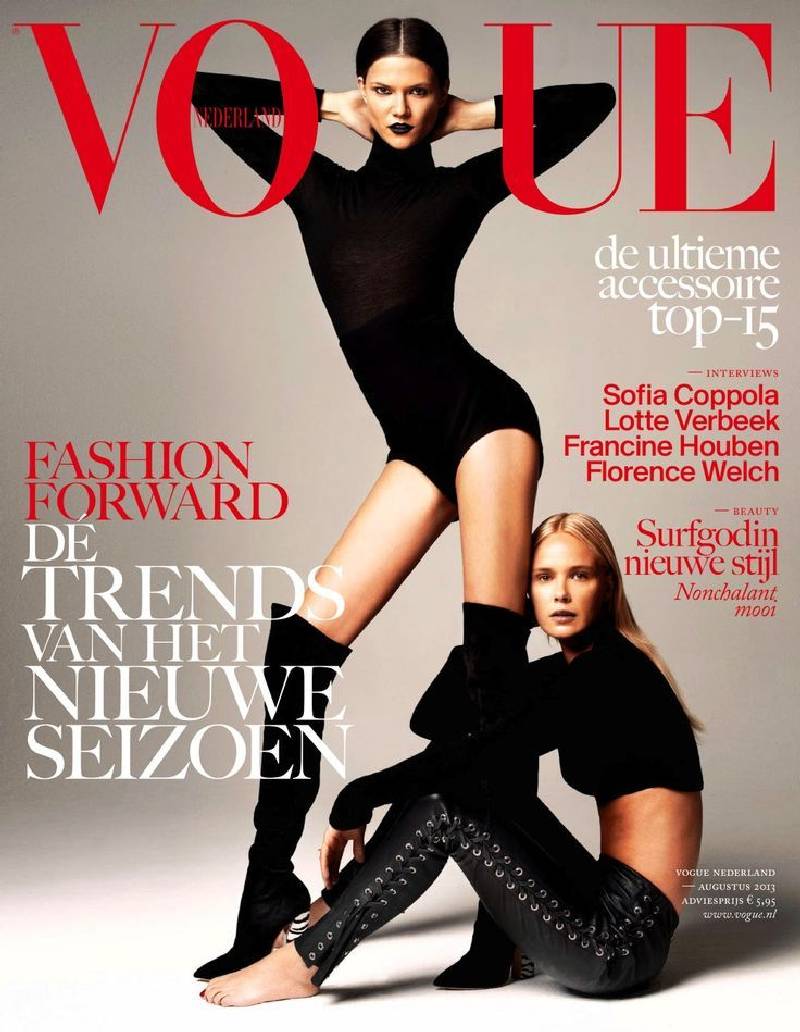 VOGUE
NEDERLAND
de ultieme
accessoire
top-15
— INTERVIEWS
Sofia Coppola
Lotte Verbeek
Francine Houben
Florence Welch
— BEAUTY
Surfgodin
nieuwe stijl
Nonchalant
mooi
FASHION
FORWARD
DÉ
TRENDS
VAN HET
NIEUWE
SEIZOEN
VOGUE NEDERLAND
— AUGUSTUS 2013
ADVIESPRIJS € 5,95
www.vogue.nl